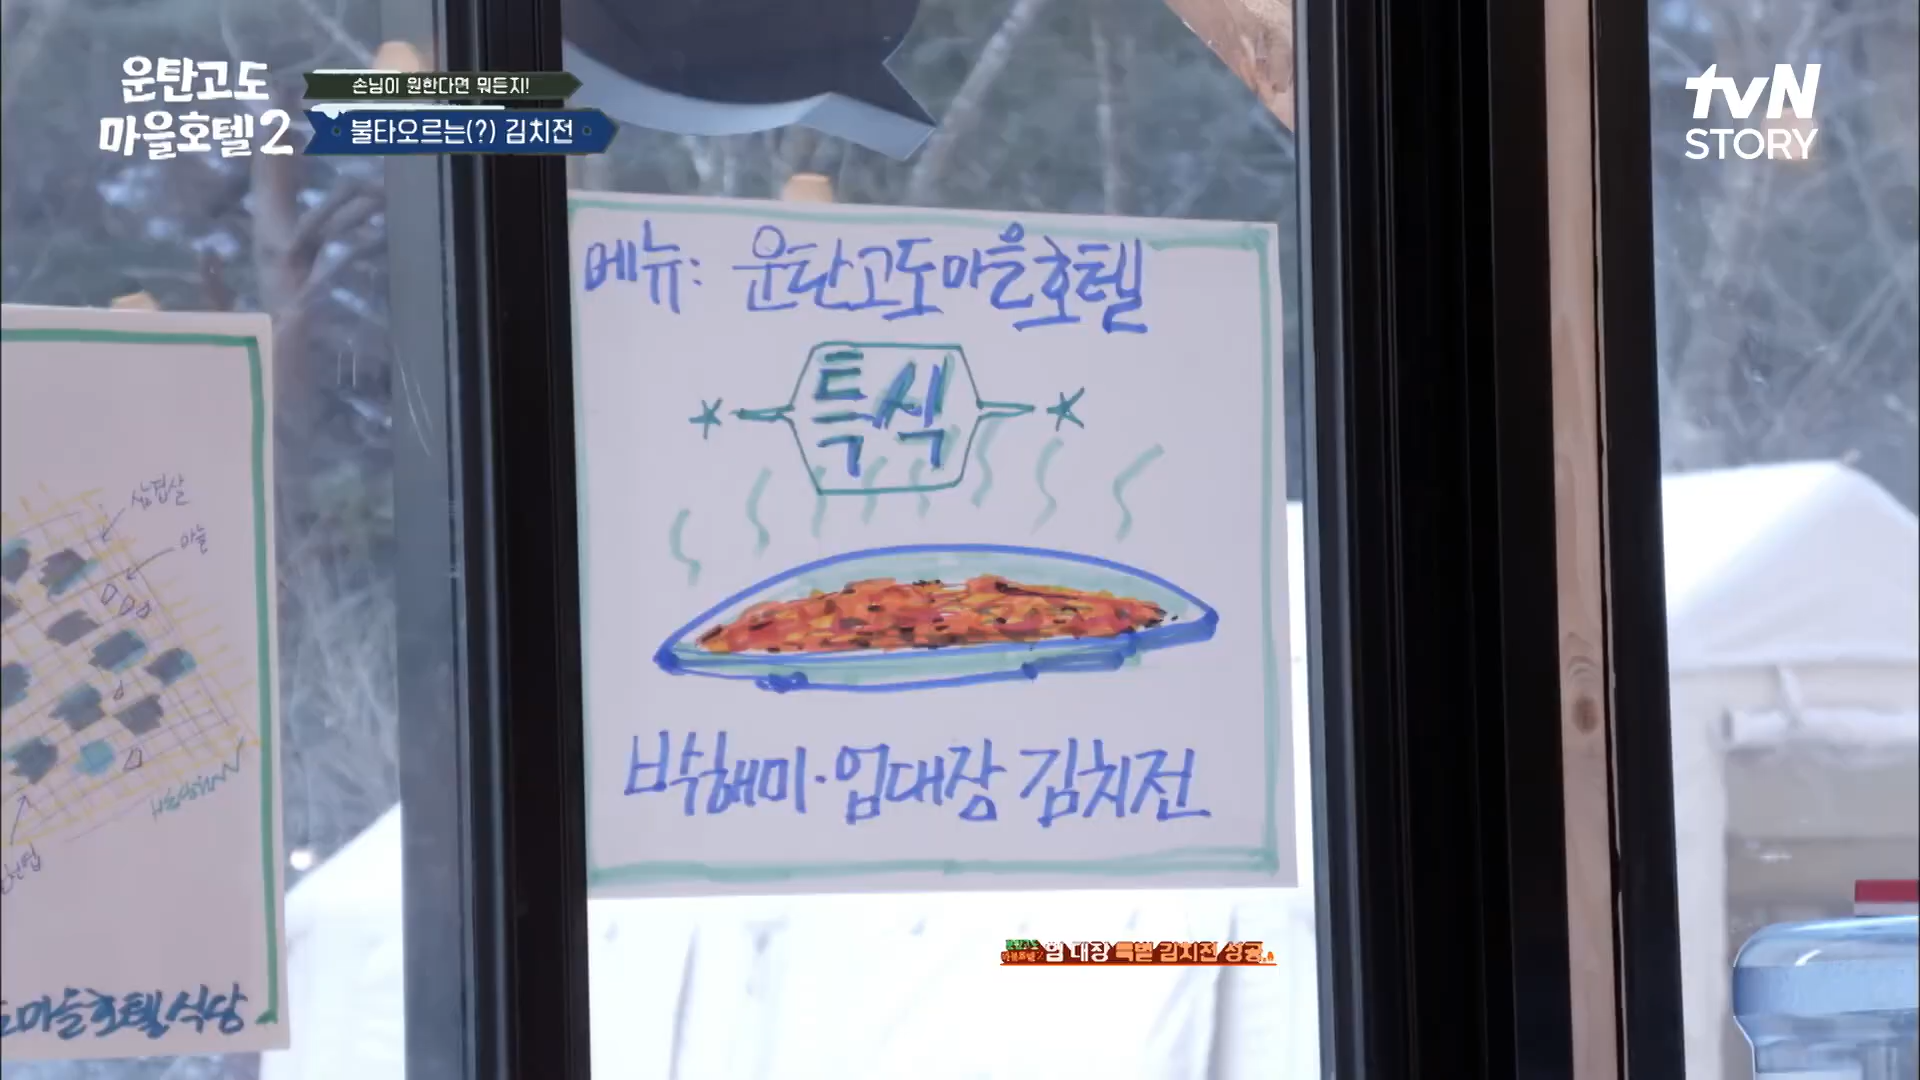 운탄고도
마을호텔2
손님이 원한다면 뭐든지!
불타오르는(?) 김치전
tvN
STORY
메뉴: 운탄고도마을호텔
특식
박해미·엄대장 김치전
삼겹살
마늘
도마을호텔 식당
엄 대장 특별 김치전 성공